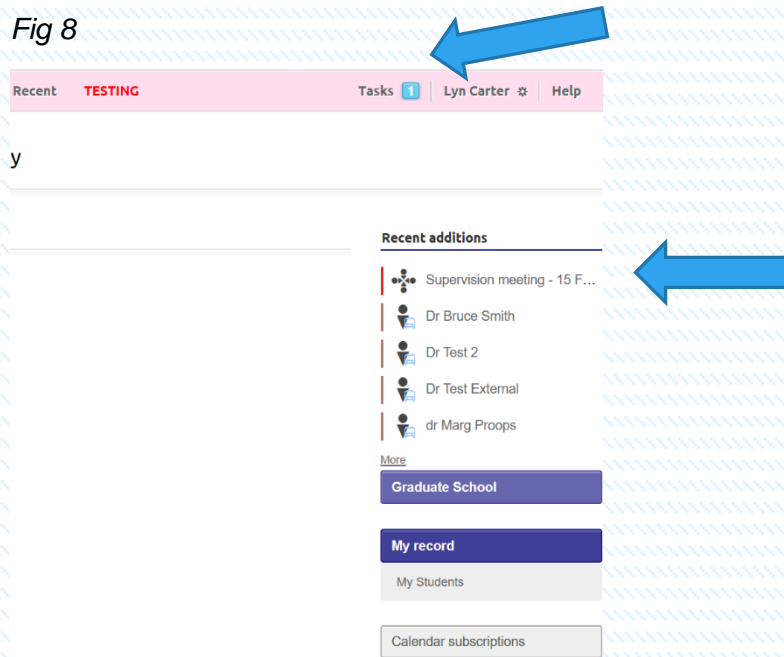 Fig 8
Recent TESTING Tasks 1 Lyn Carter Help
y
Recent additions
Supervision meeting - 15 F...
Dr Bruce Smith
Dr Test 2
Dr Test External
dr Marg Proops
More
Graduate School
My record
My Students
Calendar subscriptions